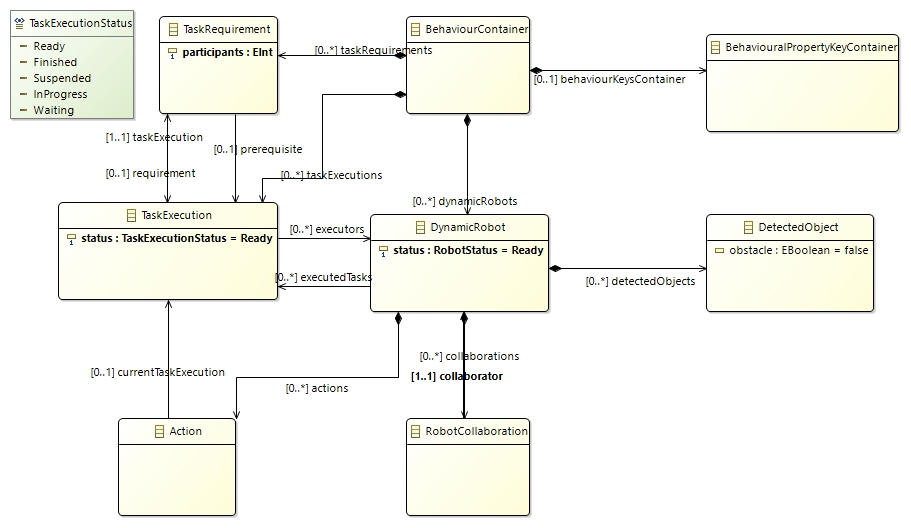 TaskExecutionStatus
Ready
Finished
Suspended
InProgress
Waiting
TaskRequirement
participants : EInt
BehaviourContainer
BehaviouralPropertyKeyContainer
[0..*] taskRequirements
[0..1] behaviourKeysContainer
[1..1] taskExecution
[0..1] prerequisite
[0..1] requirement
[0..*] taskExecutions
[0..*] dynamicRobots
TaskExecution
status : TaskExecutionStatus = Ready
[0..*] executors
[0..*] executedTasks
DynamicRobot
status : RobotStatus = Ready
DetectedObject
obstacle : EBoolean = false
[0..*] detectedObjects
[0..*] collaborations
[1..1] collaborator
[0..1] currentTaskExecution
[0..*] actions
Action
RobotCollaboration